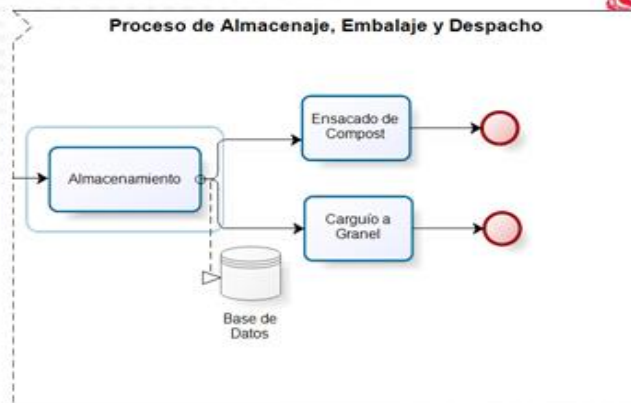 Proceso de Almacenaje, Embalaje y Despacho
Ensacado de
Compost
Almacenamiento
Carguío a
Granel
Base de
Datos